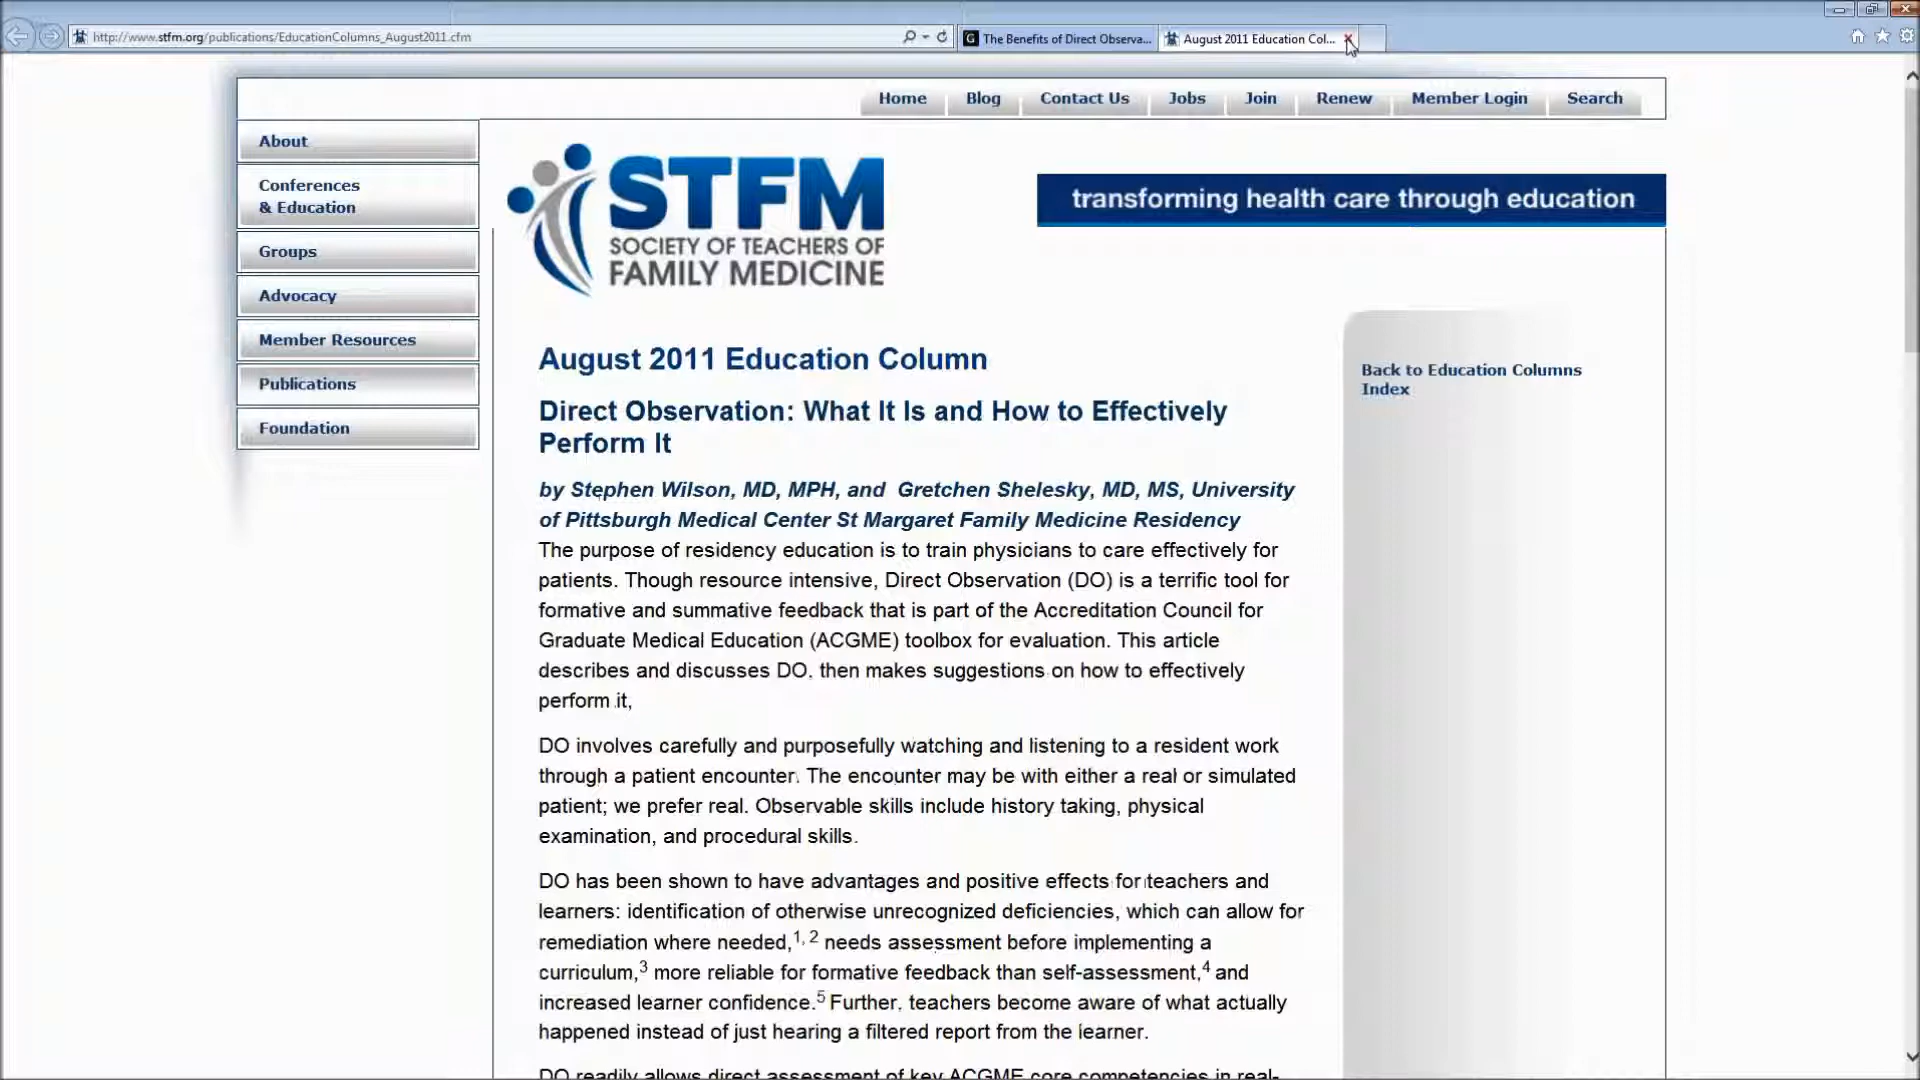 http://www.stfm.org/publications/EducationColumns_August2011.cfm
The Benefits of Direct Observa...
August 2011 Education Col...
Home
Blog
Contact Us
Jobs
Join
Renew
Member Login
Search
About
Conferences
& Education
Groups
Advocacy
Member Resources
Publications
Foundation
STFM
SOCIETY OF TEACHERS OF
FAMILY MEDICINE
transforming health care through education
August 2011 Education Column
Direct Observation: What It Is and How to Effectively
Perform It
by Stephen Wilson, MD, MPH, and Gretchen Shelesky, MD, MS, University
of Pittsburgh Medical Center St Margaret Family Medicine Residency
The purpose of residency education is to train physicians to care effectively for
patients. Though resource intensive, Direct Observation (DO) is a terrific tool for
formative and summative feedback that is part of the Accreditation Council for
Graduate Medical Education (ACGME) toolbox for evaluation. This article
describes and discusses DO, then makes suggestions on how to effectively
perform it,
DO involves carefully and purposefully watching and listening to a resident work
through a patient encounter. The encounter may be with either a real or simulated
patient; we prefer real. Observable skills include history taking, physical
examination, and procedural skills.
DO has been shown to have advantages and positive effects for teachers and
learners: identification of otherwise unrecognized deficiencies, which can allow for
remediation where needed,1, 2 needs assessment before implementing a
curriculum,3 more reliable for formative feedback than self-assessment,4 and
increased learner confidence.5 Further, teachers become aware of what actually
happened instead of just hearing a filtered report from the learner.
DO readily allows direct assessment of key ACGME core competencies in real-
Back to Education Columns
Index